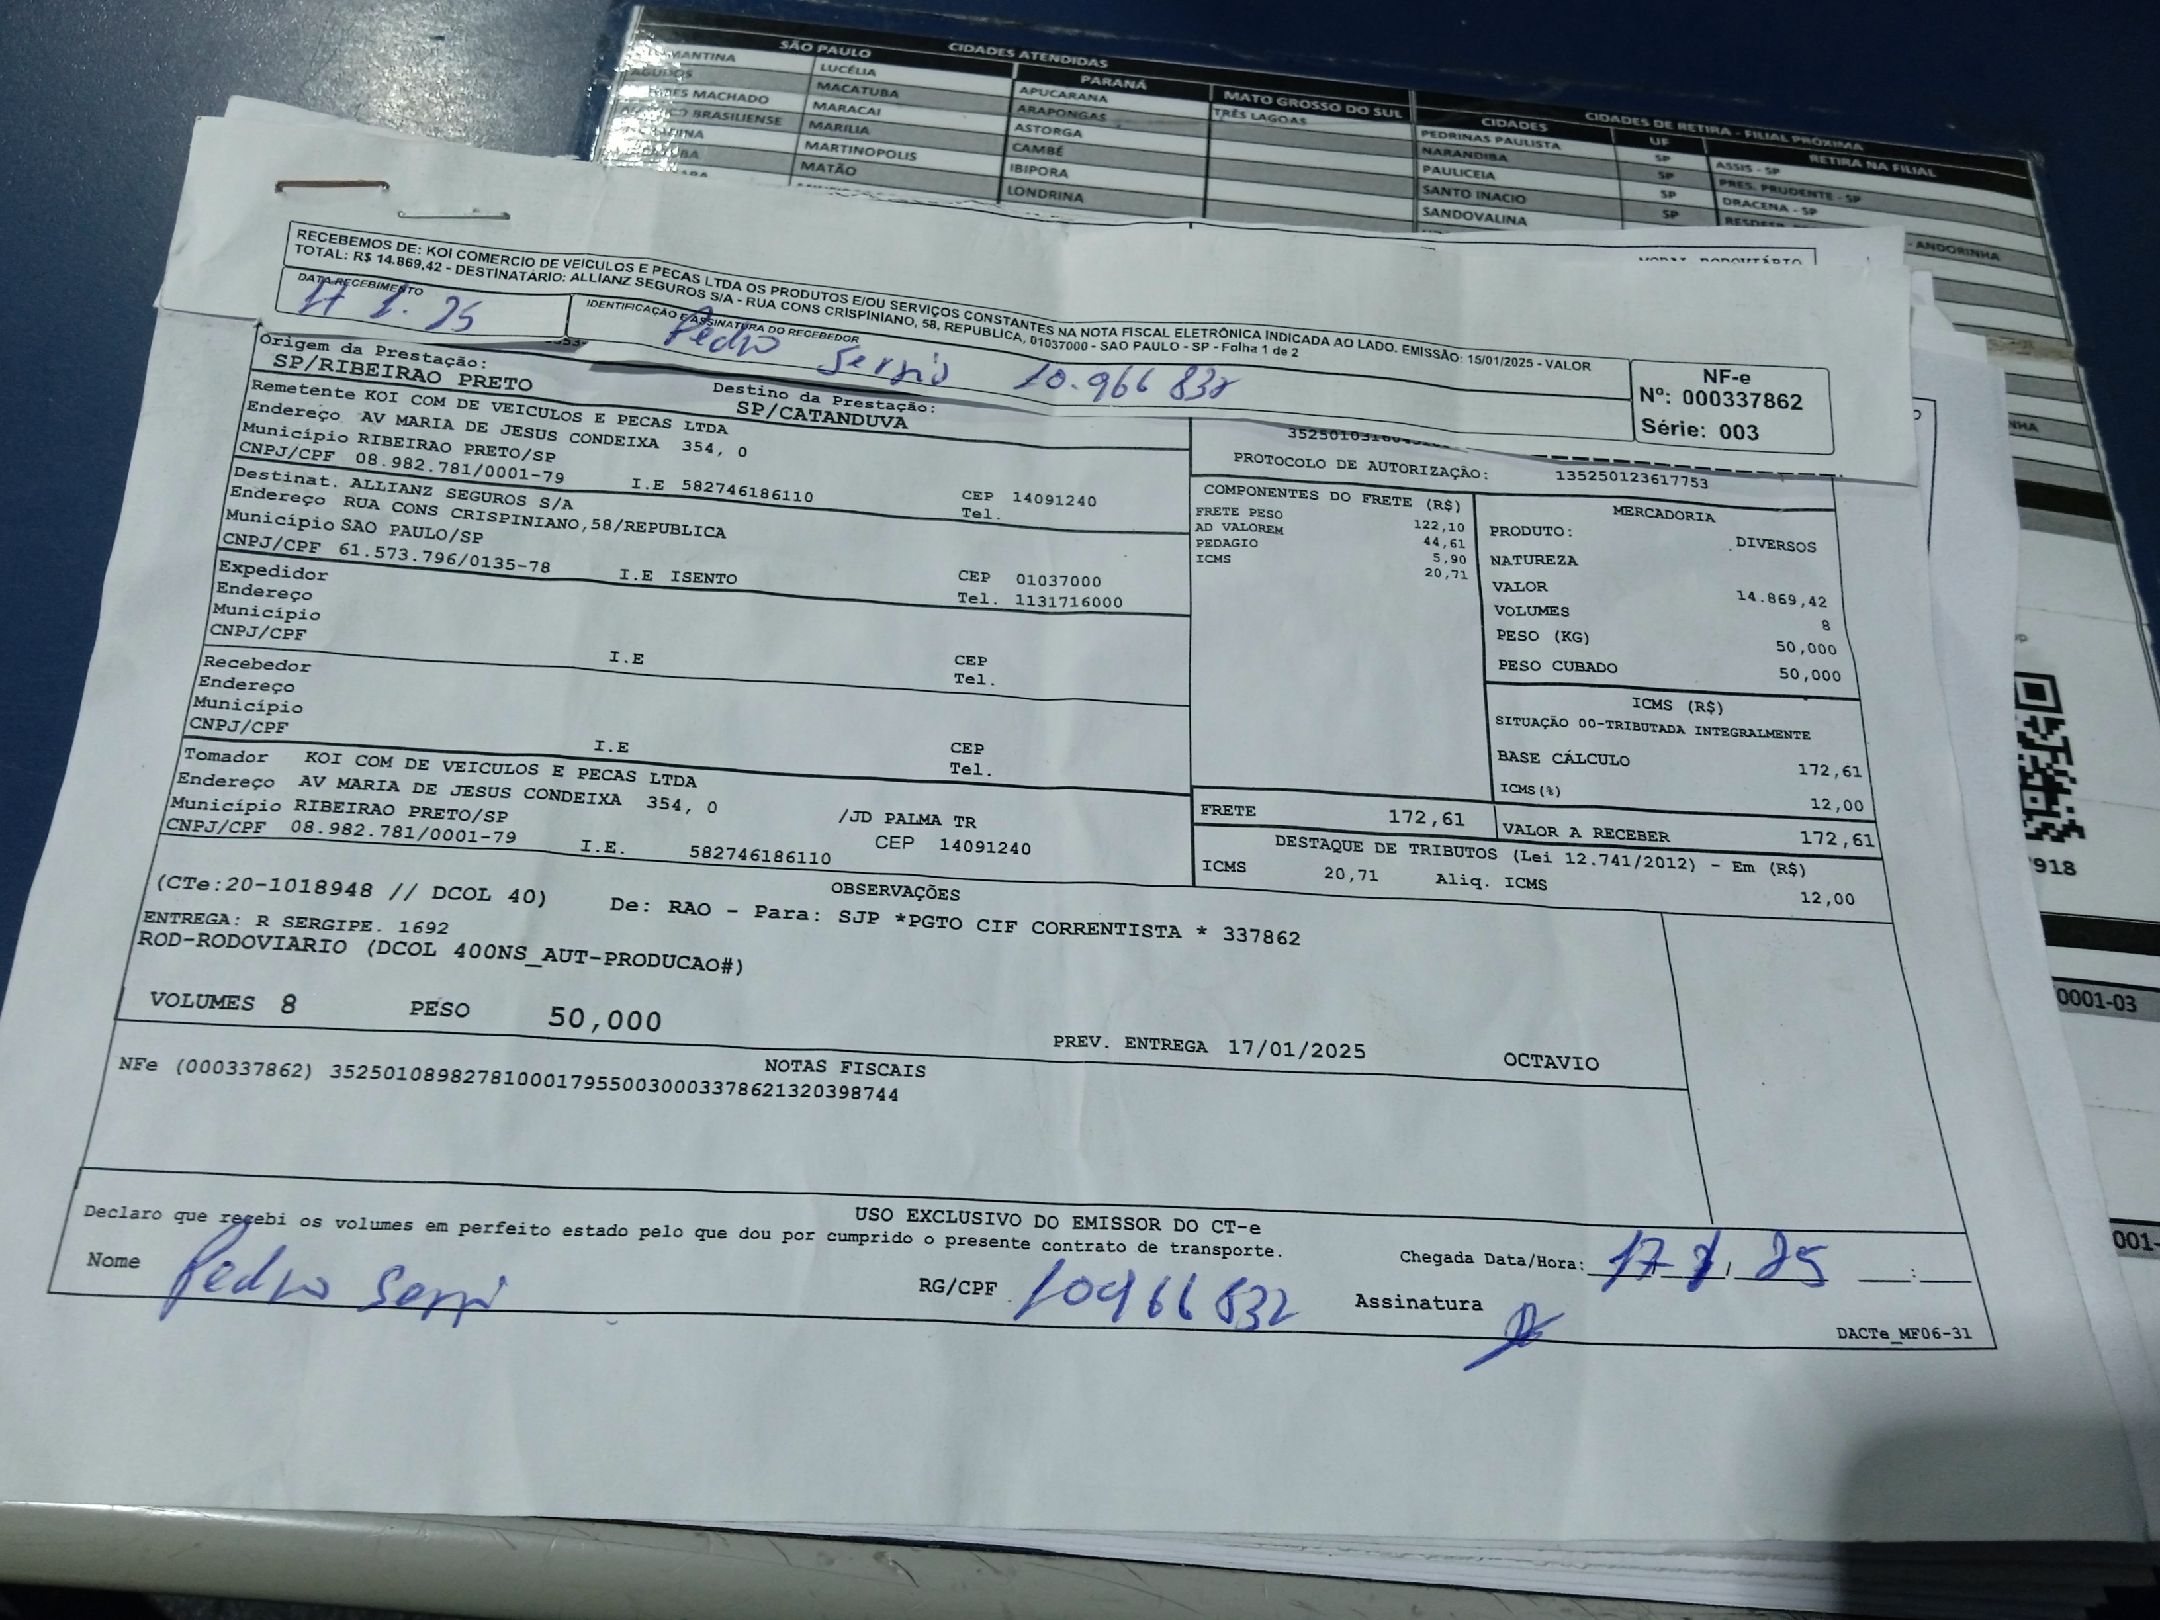 SÃO PAULO
CIDADES ATENDIDAS
CIDADES DE RETIRA - FILIAL PRÓXIMA
PARANÁ
MATO GROSSO DO SUL
CIDADES
UF
RETIRA NA FILIAL
LUCÉLIA
MACATUBA
MARACAI
MARILIA
MARTINOPOLIS
MATÃO
MACHADO
BRASILIENSE
APUCARANA
ARAPONGAS
ASTORGA
CAMBÉ
IBIPORA
LONDRINA
TRÊS LAGOAS
PEDRINAS PAULISTA SP ASSIS - SP
NARANDIBA SP PRES. PRUDENTE - SP
PAULICEIA SP DRACENA - SP
SANTO INACIO SP
SANDOVALINA
- ANDORINHA
RECEBEMOS DE: KOI COMERCIO DE VEICULOS E PECAS LTDA OS PRODUTOS E/OU SERVIÇOS CONSTANTES NA NOTA FISCAL ELETRÔNICA INDICADA AO LADO. EMISSÃO: 15/01/2025 - VALOR
TOTAL: R$ 14.869,42 - DESTINATÁRIO: ALLIANZ SEGUROS S/A - RUA CONS CRISPINIANO, 58, REPUBLICA, 01037000 - SAO PAULO - SP - Folha 1 de 2
DATA RECEBIMENTO
17 1. 25
IDENTIFICAÇÃO E ASSINATURA DO RECEBEDOR
Pedro Sergio 10.966 832
NF-e
Nº: 000337862
Série: 003
Origem da Prestação:
SP/RIBEIRAO PRETO
Destino da Prestação:
SP/CATANDUVA
Remetente KOI COM DE VEICULOS E PECAS LTDA
Endereço AV MARIA DE JESUS CONDEIXA 354, 0
Município RIBEIRAO PRETO/SP
CEP 14091240
CNPJ/CPF 08.982.781/0001-79 I.E 582746186110 Tel.
Destinat. ALLIANZ SEGUROS S/A
Endereço RUA CONS CRISPINIANO,58/REPUBLICA
Município SAO PAULO/SP CEP 01037000
CNPJ/CPF 61.573.796/0135-78 I.E ISENTO Tel. 1131716000
Expedidor
Endereço
Município CEP
CNPJ/CPF I.E Tel.
Recebedor
Endereço
Município CEP
CNPJ/CPF I.E Tel.
Tomador KOI COM DE VEICULOS E PECAS LTDA
Endereço AV MARIA DE JESUS CONDEIXA 354, 0 /JD PALMA TR
Município RIBEIRAO PRETO/SP CEP 14091240
CNPJ/CPF 08.982.781/0001-79 I.E. 582746186110
PROTOCOLO DE AUTORIZAÇÃO: 135250123617753
COMPONENTES DO FRETE (R$)
FRETE PESO 122,10
AD VALOREM 44,61
PEDAGIO 5,90
ICMS 20,71
MERCADORIA
PRODUTO: DIVERSOS
NATUREZA
VALOR 14.869,42
VOLUMES 8
PESO (KG) 50,000
PESO CUBADO 50,000
ICMS (R$)
SITUAÇÃO 00-TRIBUTADA INTEGRALMENTE
BASE CÁLCULO 172,61
ICMS(%) 12,00
FRETE 172,61 VALOR A RECEBER 172,61
DESTAQUE DE TRIBUTOS (Lei 12.741/2012) - Em (R$)
ICMS 20,71 Aliq. ICMS 12,00
OBSERVAÇÕES
(CTe:20-1018948 // DCOL 40) De: RAO - Para: SJP *PGTO CIF CORRENTISTA * 337862
ENTREGA: R SERGIPE. 1692
ROD-RODOVIARIO (DCOL 400NS_AUT-PRODUCAO#)
VOLUMES 8 PESO 50,000 PREV. ENTREGA 17/01/2025 OCTAVIO
NOTAS FISCAIS
NFe (000337862) 35250108982781000179550030003378621320398744
USO EXCLUSIVO DO EMISSOR DO CT-e
Declaro que recebi os volumes em perfeito estado pelo que dou por cumprido o presente contrato de transporte.
Chegada Data/Hora: 17 1 / 25 __:__
Nome Pedro Sergi RG/CPF 10966832 Assinatura
DACTe_MF06-31
918
0001-03